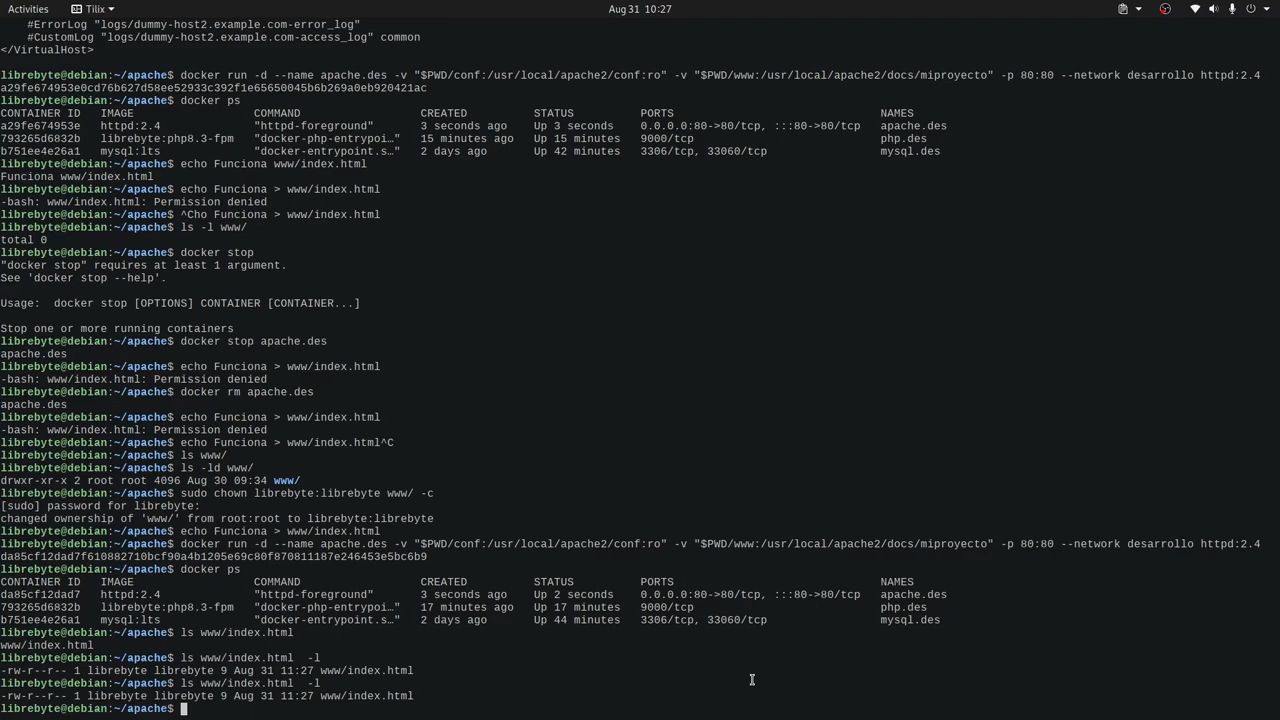 Activities Tilix Aug 31 10:27
#ErrorLog "logs/dummy-host2.example.com-error_log"
#CustomLog "logs/dummy-host2.example.com-access_log" common
</VirtualHost>
librebyte@debian:~/apache$ docker run -d --name apache.des -v "$PWD/conf:/usr/local/apache2/conf:ro" -v "$PWD/www:/usr/local/apache2/docs/miproyecto" -p 80:80 --network desarrollo httpd:2.4
a29fe674953e0cd76b627d58ee52933c392f1e65650045b6b269a0eb920421ac
librebyte@debian:~/apache$ docker ps
CONTAINER ID   IMAGE                  COMMAND                  CREATED          STATUS          PORTS                               NAMES
a29fe674953e   httpd:2.4              "httpd-foreground"       3 seconds ago    Up 3 seconds    0.0.0.0:80->80/tcp, :::80->80/tcp   apache.des
793265d6832b   librebyte:php8.3-fpm   "docker-php-entrypoi…"   15 minutes ago   Up 15 minutes   9000/tcp                            php.des
b751ee4e26a1   mysql:lts              "docker-entrypoint.s…"   2 days ago       Up 42 minutes   3306/tcp, 33060/tcp                 mysql.des
librebyte@debian:~/apache$ echo Funciona www/index.html
Funciona www/index.html
librebyte@debian:~/apache$ echo Funciona > www/index.html
-bash: www/index.html: Permission denied
librebyte@debian:~/apache$ ^Cho Funciona > www/index.html
librebyte@debian:~/apache$ ls -l www/
total 0
librebyte@debian:~/apache$ docker stop
"docker stop" requires at least 1 argument.
See 'docker stop --help'.
Usage:  docker stop [OPTIONS] CONTAINER [CONTAINER...]
Stop one or more running containers
librebyte@debian:~/apache$ docker stop apache.des
apache.des
librebyte@debian:~/apache$ echo Funciona > www/index.html
-bash: www/index.html: Permission denied
librebyte@debian:~/apache$ docker rm apache.des
apache.des
librebyte@debian:~/apache$ echo Funciona > www/index.html
-bash: www/index.html: Permission denied
librebyte@debian:~/apache$ echo Funciona > www/index.html^C
librebyte@debian:~/apache$ ls www/
librebyte@debian:~/apache$ ls -ld www/
drwxr-xr-x 2 root root 4096 Aug 30 09:34 www/
librebyte@debian:~/apache$ sudo chown librebyte:librebyte www/ -c
[sudo] password for librebyte:
changed ownership of 'www/' from root:root to librebyte:librebyte
librebyte@debian:~/apache$ echo Funciona > www/index.html
librebyte@debian:~/apache$ docker run -d --name apache.des -v "$PWD/conf:/usr/local/apache2/conf:ro" -v "$PWD/www:/usr/local/apache2/docs/miproyecto" -p 80:80 --network desarrollo httpd:2.4
da85cf12dad7f610882710bcf90a4b1205e69c80f870811187e246453e5bc6b9
librebyte@debian:~/apache$ docker ps
CONTAINER ID   IMAGE                  COMMAND                  CREATED          STATUS          PORTS                               NAMES
da85cf12dad7   httpd:2.4              "httpd-foreground"       3 seconds ago    Up 2 seconds    0.0.0.0:80->80/tcp, :::80->80/tcp   apache.des
793265d6832b   librebyte:php8.3-fpm   "docker-php-entrypoi…"   17 minutes ago   Up 17 minutes   9000/tcp                            php.des
b751ee4e26a1   mysql:lts              "docker-entrypoint.s…"   2 days ago       Up 44 minutes   3306/tcp, 33060/tcp                 mysql.des
librebyte@debian:~/apache$ ls www/index.html
www/index.html
librebyte@debian:~/apache$ ls www/index.html  -l
-rw-r--r-- 1 librebyte librebyte 9 Aug 31 11:27 www/index.html
librebyte@debian:~/apache$ ls www/index.html  -l
-rw-r--r-- 1 librebyte librebyte 9 Aug 31 11:27 www/index.html
librebyte@debian:~/apache$